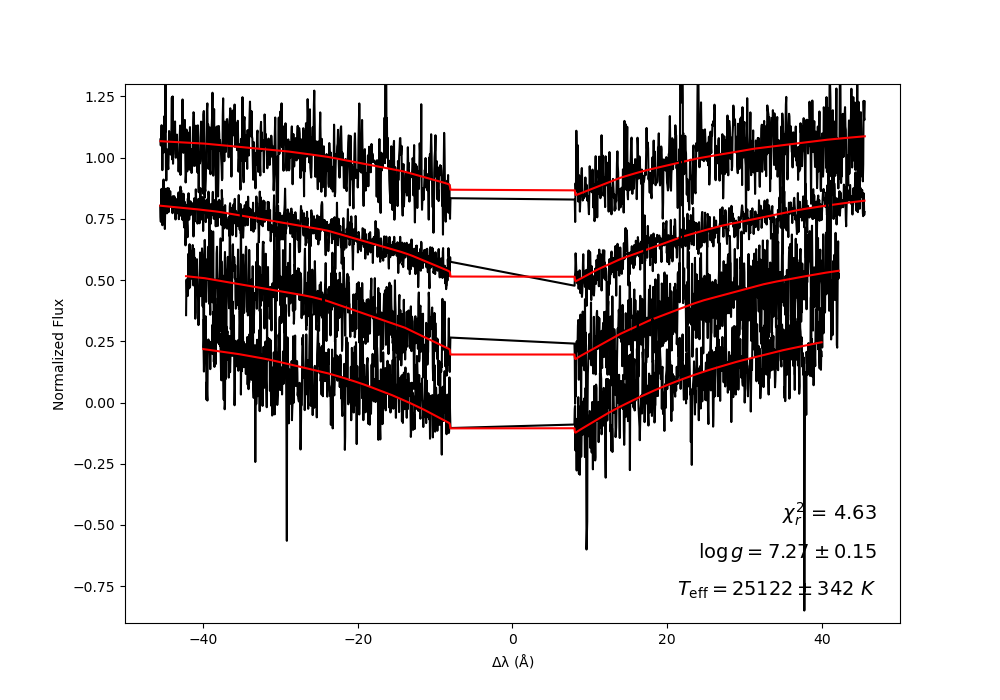 1.25
1.00
0.75
0.50
0.25
0.00
−0.25
−0.50
−0.75
Normalized Flux
χ²ᵣ = 4.63
log g = 7.27 ± 0.15
T_eff = 25122 ± 342 K
−40 −20 0 20 40
Δλ (Å)